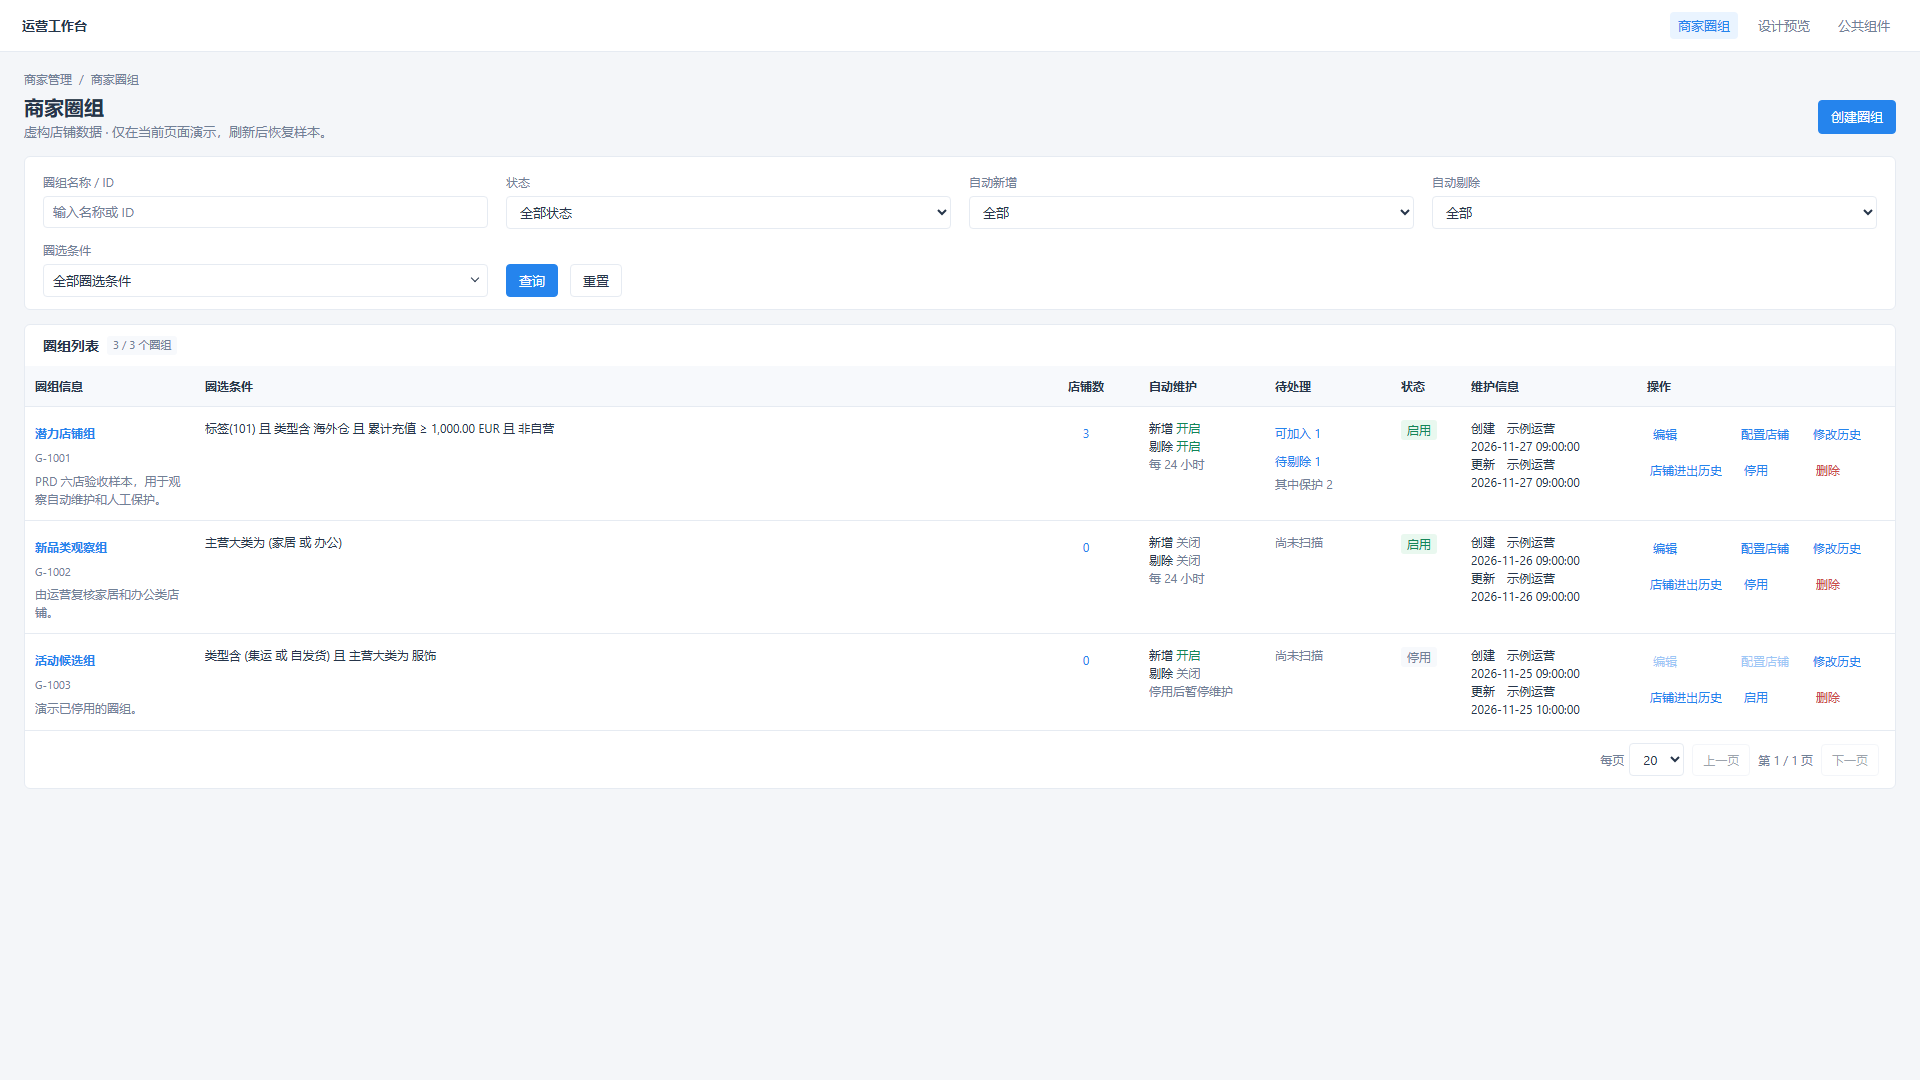 运营工作台
商家圈组 设计预览 公共组件
商家管理 / 商家圈组
商家圈组
虚构店铺数据 · 仅在当前页面演示，刷新后恢复样本。
创建圈组
圈组名称 / ID 状态 自动新增 自动剔除
输入名称或 ID 全部状态 全部 全部
圈选条件
全部圈选条件 查询 重置
圈组列表 3 / 3 个圈组
圈组信息 圈选条件 店铺数 自动维护 待处理 状态 维护信息 操作
潜力店铺组
G-1001
PRD 六店验收样本，用于观
察自动维护和人工保护。
标签(101) 且 类型含 海外仓 且 累计充值 ≥ 1,000.00 EUR 且 非自营
3
新增 开启
剔除 开启
每 24 小时
可加入 1
待剔除 1
其中保护 2
启用
创建 示例运营
2026-11-27 09:00:00
更新 示例运营
2026-11-27 09:00:00
编辑 配置店铺 修改历史
店铺进出历史 停用 删除
新品类观察组
G-1002
由运营复核家居和办公类店
铺。
主营大类为 (家居 或 办公)
0
新增 关闭
剔除 关闭
每 24 小时
尚未扫描
启用
创建 示例运营
2026-11-26 09:00:00
更新 示例运营
2026-11-26 09:00:00
编辑 配置店铺 修改历史
店铺进出历史 停用 删除
活动候选组
G-1003
演示已停用的圈组。
类型含 (集运 或 自发货) 且 主营大类为 服饰
0
新增 开启
剔除 关闭
停用后暂停维护
尚未扫描
停用
创建 示例运营
2026-11-25 09:00:00
更新 示例运营
2026-11-25 10:00:00
编辑 配置店铺 修改历史
店铺进出历史 启用 删除
每页 20 上一页 第 1 / 1 页 下一页